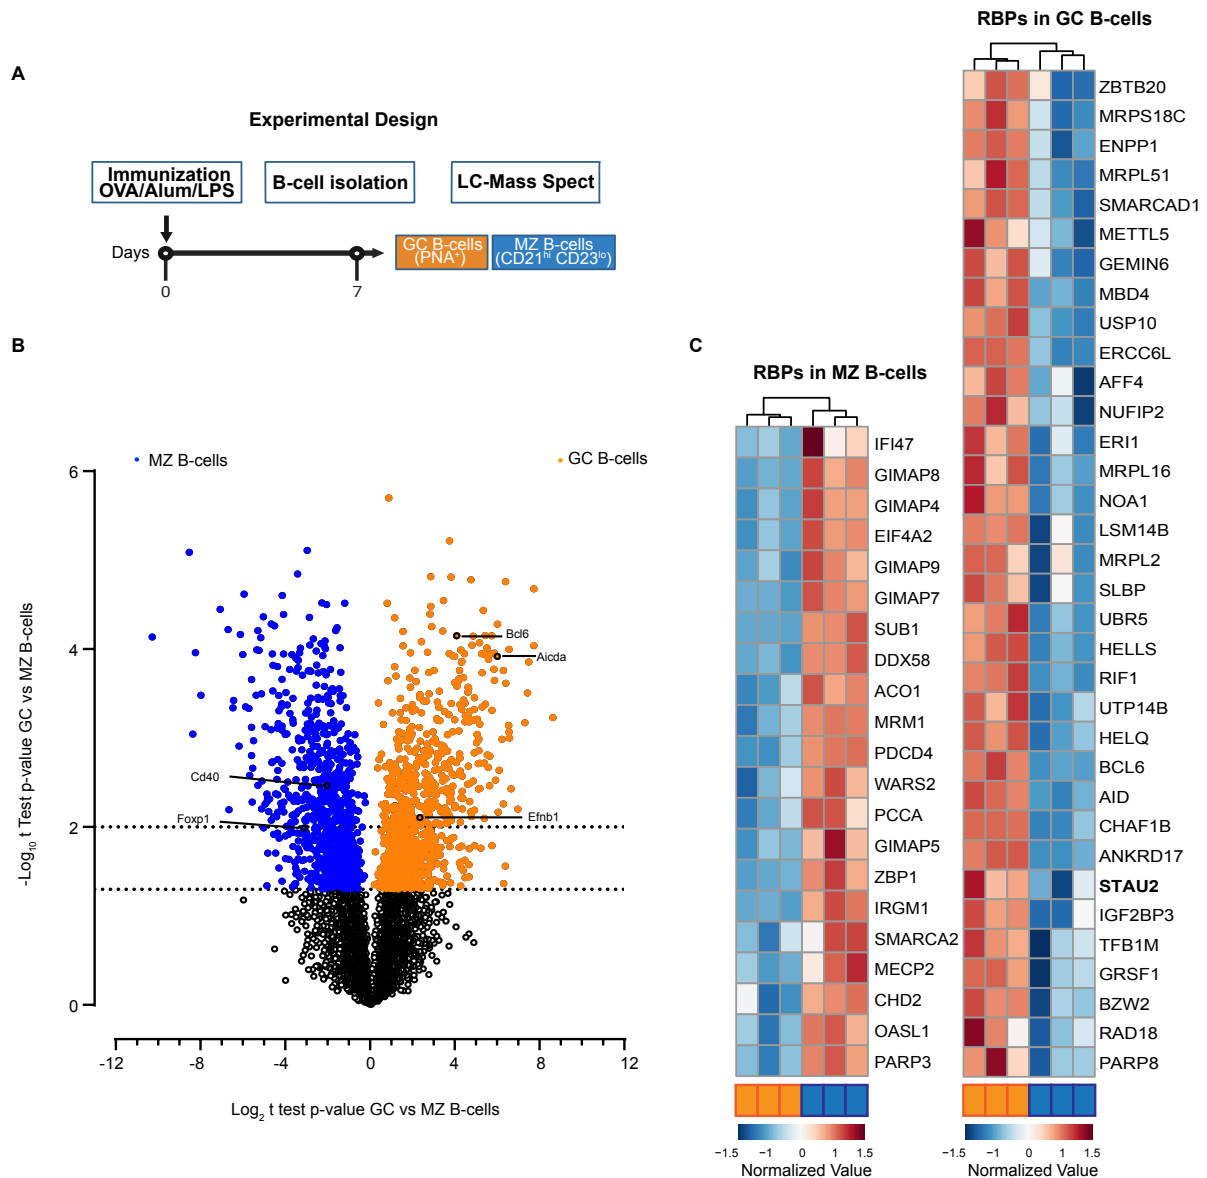 A
Experimental Design
Immunization
OVA/Alum/LPS
B-cell isolation
LC-Mass Spect
Days
0
7
GC B-cells
(PNA⁺)
MZ B-cells
(CD21ʰⁱ CD23ˡᵒ)
B
MZ B-cells
GC B-cells
-Log₁₀ t Test p-value GC vs MZ B-cells
6
4
2
0
Bcl6
Aicda
Cd40
Foxp1
Efnb1
-12
-8
-4
0
4
8
12
Log₂ t test p-value GC vs MZ B-cells
C
RBPs in MZ B-cells
IFI47
GIMAP8
GIMAP4
EIF4A2
GIMAP9
GIMAP7
SUB1
DDX58
ACO1
MRM1
PDCD4
WARS2
PCCA
GIMAP5
ZBP1
IRGM1
SMARCA2
MECP2
CHD2
OASL1
PARP3
−1.5
−1
0
1
1.5
Normalized Value
RBPs in GC B-cells
ZBTB20
MRPS18C
ENPP1
MRPL51
SMARCAD1
METTL5
GEMIN6
MBD4
USP10
ERCC6L
AFF4
NUFIP2
ERI1
MRPL16
NOA1
LSM14B
MRPL2
SLBP
UBR5
HELLS
RIF1
UTP14B
HELQ
BCL6
AID
CHAF1B
ANKRD17
STAU2
IGF2BP3
TFB1M
GRSF1
BZW2
RAD18
PARP8
−1.5
−1
0
1
1.5
Normalized Value